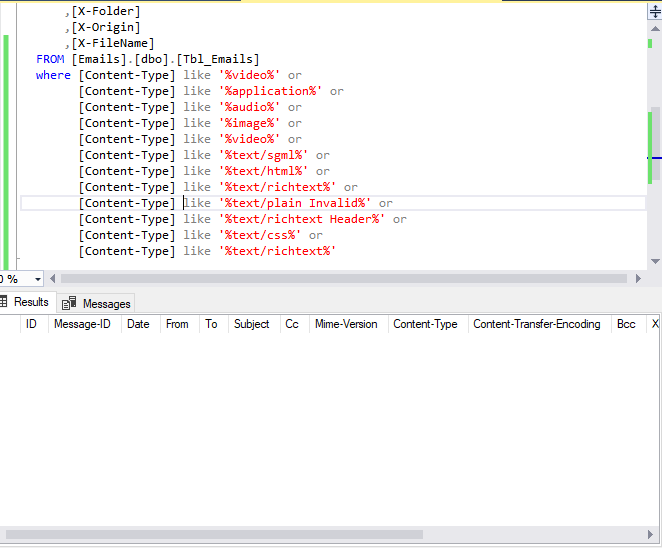 ,[X-Folder]
,[X-Origin]
,[X-FileName]
FROM [Emails].[dbo].[Tbl_Emails]
where [Content-Type] like '%video%' or
[Content-Type] like '%application%' or
[Content-Type] like '%audio%' or
[Content-Type] like '%image%' or
[Content-Type] like '%video%' or
[Content-Type] like '%text/sgml%' or
[Content-Type] like '%text/html%' or
[Content-Type] like '%text/richtext%' or
[Content-Type] like '%text/plain Invalid%' or
[Content-Type] like '%text/richtext Header%' or
[Content-Type] like '%text/css%' or
[Content-Type] like '%text/richtext%'
0 %
Results Messages
ID Message-ID Date From To Subject Cc Mime-Version Content-Type Content-Transfer-Encoding Bcc X